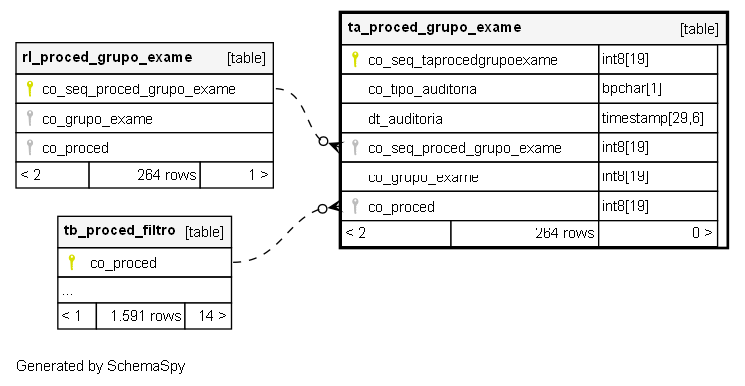 rl_proced_grupo_exame [table]
co_seq_proced_grupo_exame
co_grupo_exame
co_proced
< 2 264 rows 1 >
tb_proced_filtro [table]
co_proced
...
< 1 1.591 rows 14 >
ta_proced_grupo_exame [table]
co_seq_taprocedgrupoexame int8[19]
co_tipo_auditoria bpchar[1]
dt_auditoria timestamp[29,6]
co_seq_proced_grupo_exame int8[19]
co_grupo_exame int8[19]
co_proced int8[19]
< 2 264 rows 0 >
Generated by SchemaSpy